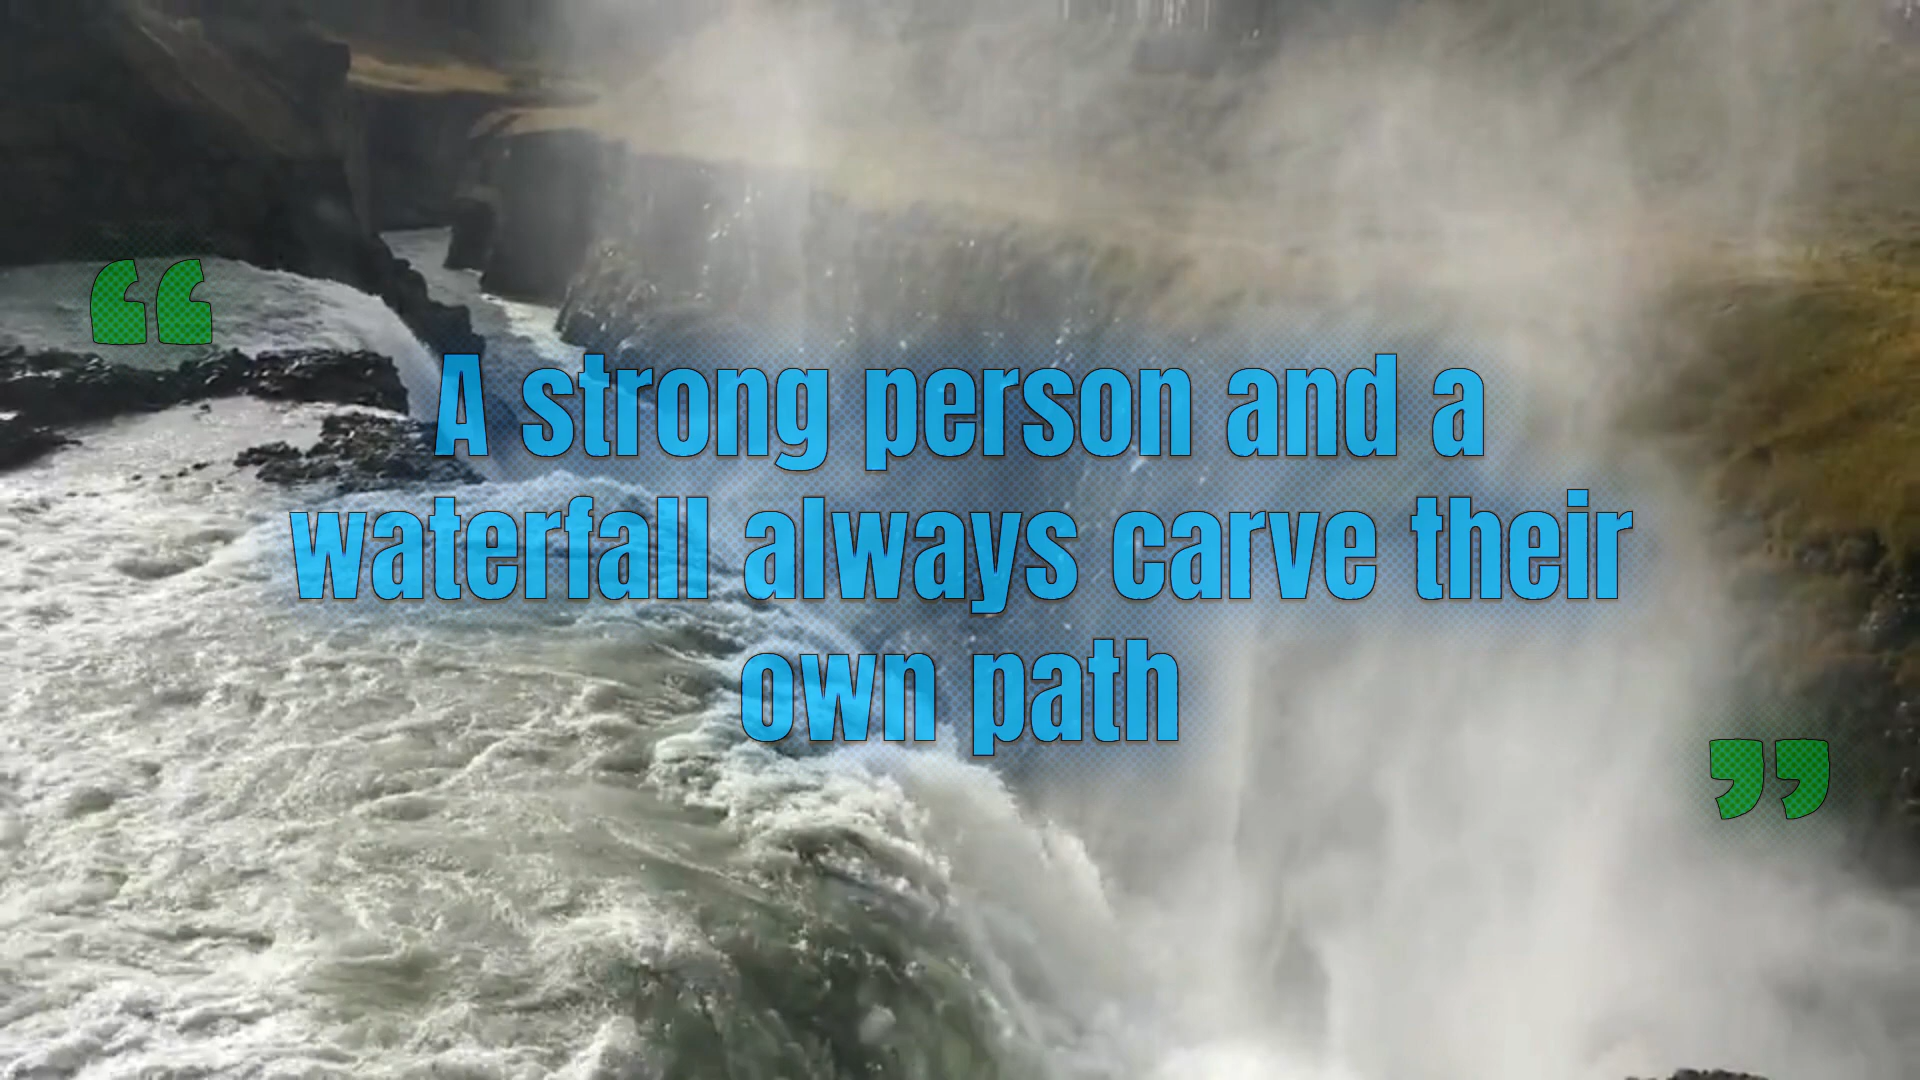 “
A strong person and a
waterfall always carve their
own path
”